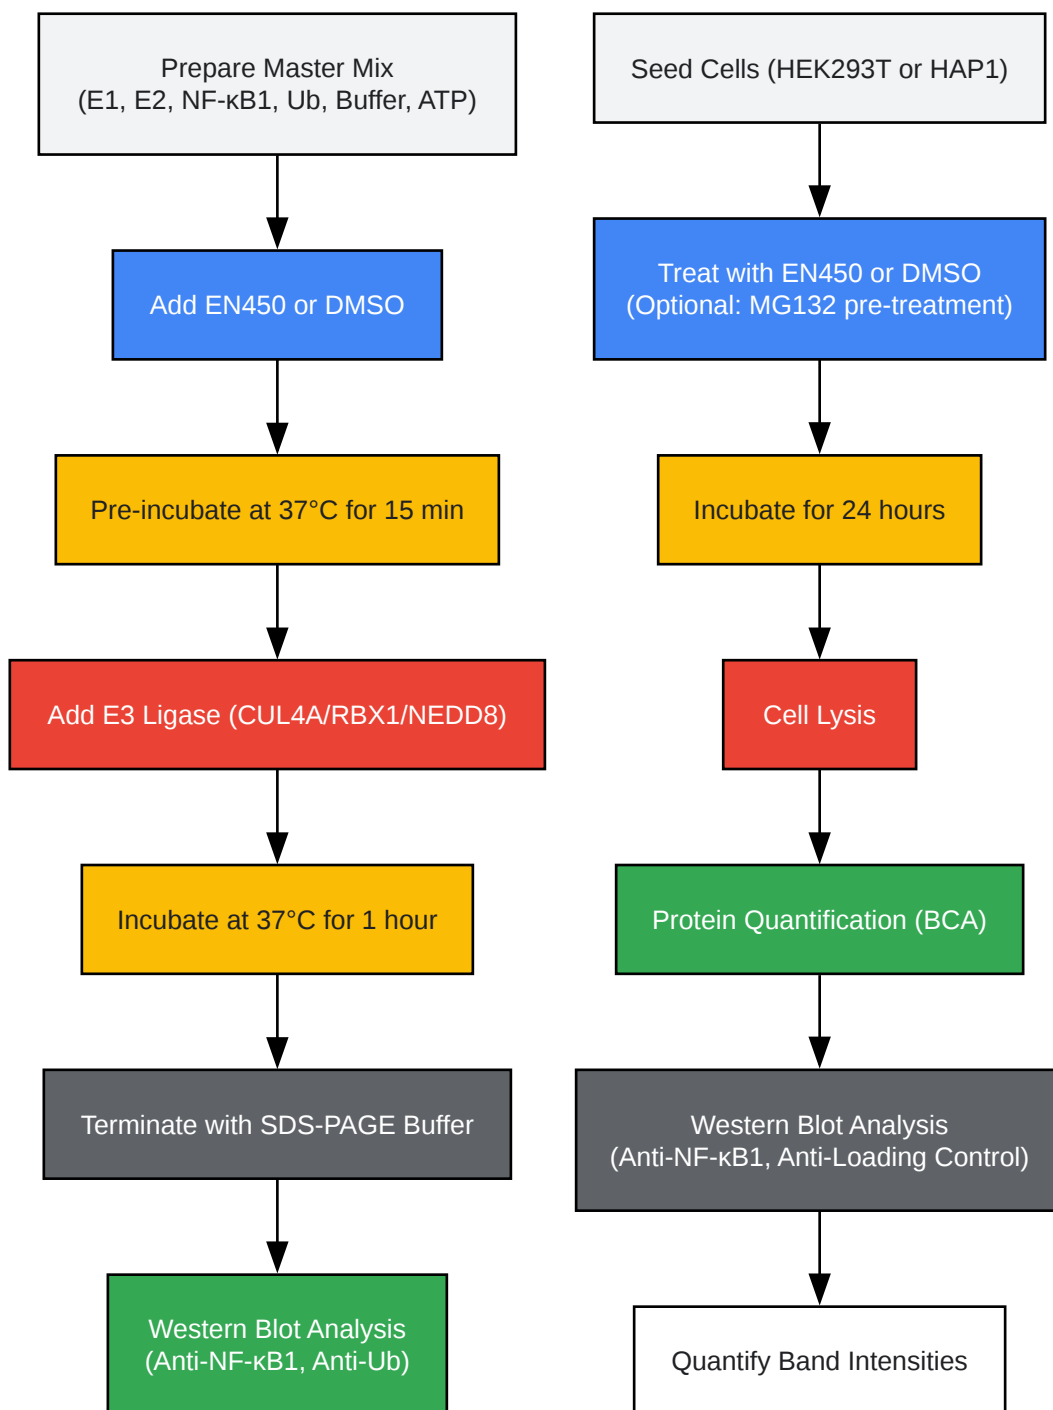 Prepare Master Mix
(E1, E2, NF-κB1, Ub, Buffer, ATP)
Add EN450 or DMSO
Pre-incubate at 37°C for 15 min
Add E3 Ligase (CUL4A/RBX1/NEDD8)
Incubate at 37°C for 1 hour
Terminate with SDS-PAGE Buffer
Western Blot Analysis
(Anti-NF-κB1, Anti-Ub)
Seed Cells (HEK293T or HAP1)
Treat with EN450 or DMSO
(Optional: MG132 pre-treatment)
Incubate for 24 hours
Cell Lysis
Protein Quantification (BCA)
Western Blot Analysis
(Anti-NF-κB1, Anti-Loading Control)
Quantify Band Intensities